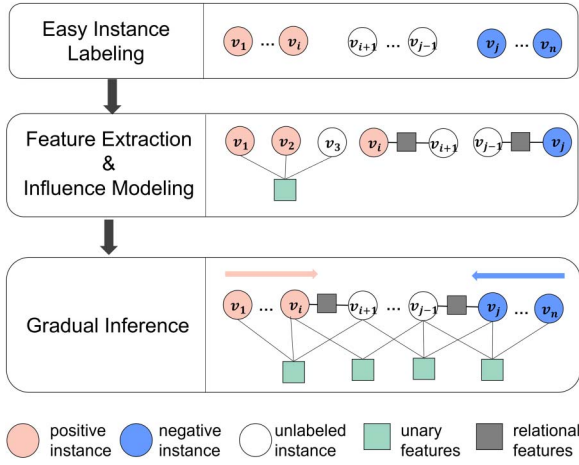 Easy Instance
Labeling
v₁ ... vᵢ vᵢ₊₁ ... vⱼ₋₁ vⱼ ... vₙ
Feature Extraction
&
Influence Modeling
v₁ v₂ v₃ vᵢ vᵢ₊₁ vⱼ₋₁ vⱼ
Gradual Inference
v₁ ... vᵢ vᵢ₊₁ ... vⱼ₋₁ vⱼ ... vₙ
positive
instance
negative
instance
unlabeled
instance
unary
features
relational
features